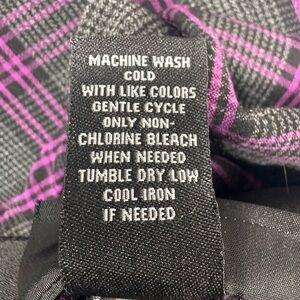 MACHINE WASH
COLD
WITH LIKE COLORS
GENTLE CYCLE
ONLY NON-
CHLORINE BLEACH
WHEN NEEDED
TUMBLE DRY LOW
COOL IRON
IF NEEDED